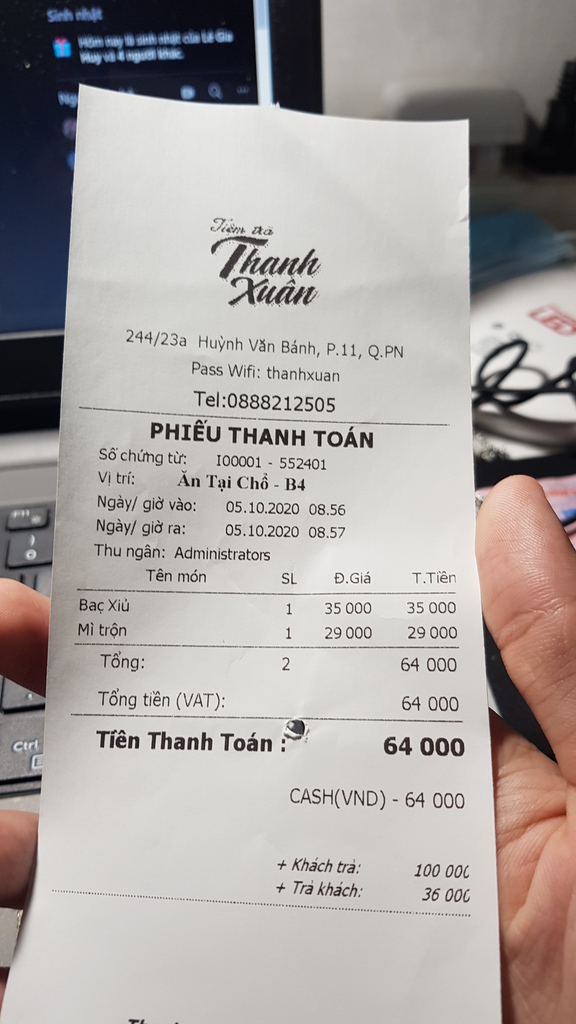 Sinh nhật
Hôm nay là sinh nhật của Lê Gia
Huy và 4 người khác.
Tiệm trà
Thanh
Xuân
244/23a Huỳnh Văn Bánh, P.11, Q.PN
Pass Wifi: thanhxuan
Tel:0888212505
PHIẾU THANH TOÁN
Số chứng từ: I00001 - 552401
Vị trí: Ăn Tại Chổ - B4
Ngày/ giờ vào: 05.10.2020 08.56
Ngày/ giờ ra: 05.10.2020 08.57
Thu ngân: Administrators
Tên món SL Đ.Giá T.Tiền
Bạc Xỉu 1 35 000 35 000
Mì trộn 1 29 000 29 000
Tổng: 2 64 000
Tổng tiền (VAT): 64 000
Tiền Thanh Toán : 64 000
CASH(VND) - 64 000
+ Khách trả: 100 000
+ Trả khách: 36 000
Ctrl